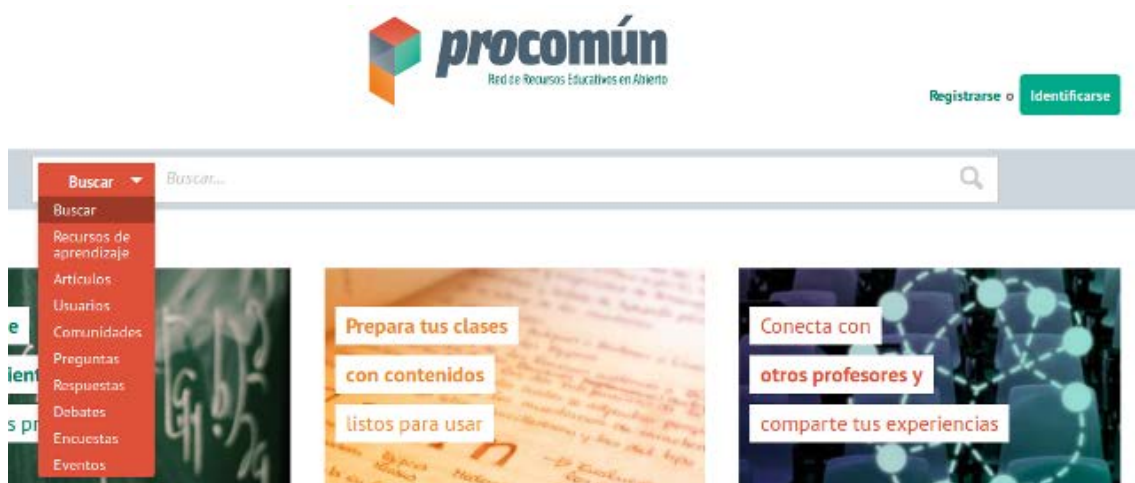 procomún
Red de Recursos Educativos en Abierto
Registrarse o Identificarse
Buscar Buscar...
Buscar
Recursos de
aprendizaje
Artículos
Usuarios
Comunidades
Preguntas
Respuestas
Debates
Encuestas
Eventos
Prepara tus clases
con contenidos
listos para usar
Conecta con
otros profesores y
comparte tus experiencias